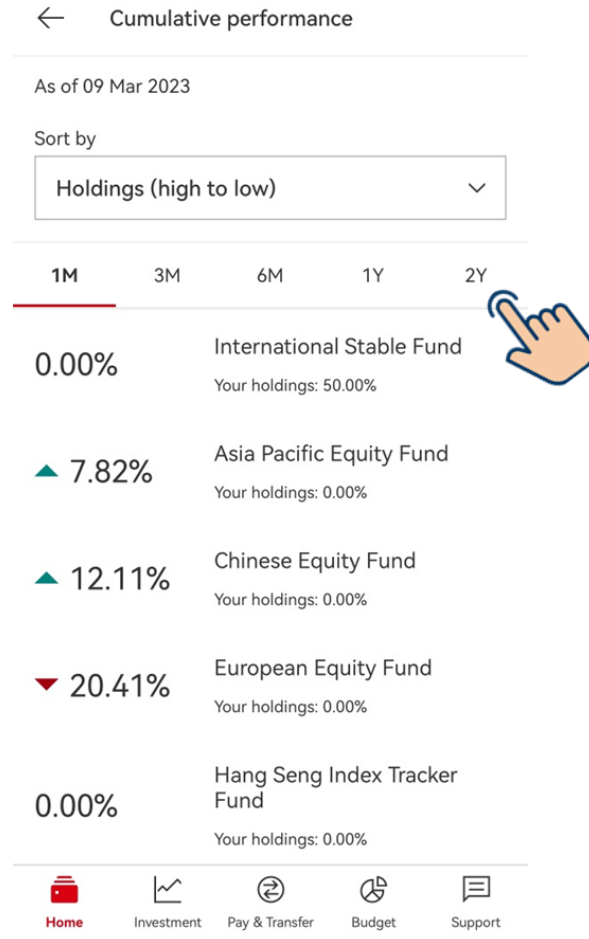 Cumulative performance
As of 09 Mar 2023
Sort by
Holdings (high to low)
1M 3M 6M 1Y 2Y
0.00%
International Stable Fund
Your holdings: 50.00%
7.82%
Asia Pacific Equity Fund
Your holdings: 0.00%
12.11%
Chinese Equity Fund
Your holdings: 0.00%
20.41%
European Equity Fund
Your holdings: 0.00%
0.00%
Hang Seng Index Tracker
Fund
Your holdings: 0.00%
Home Investment Pay & Transfer Budget Support